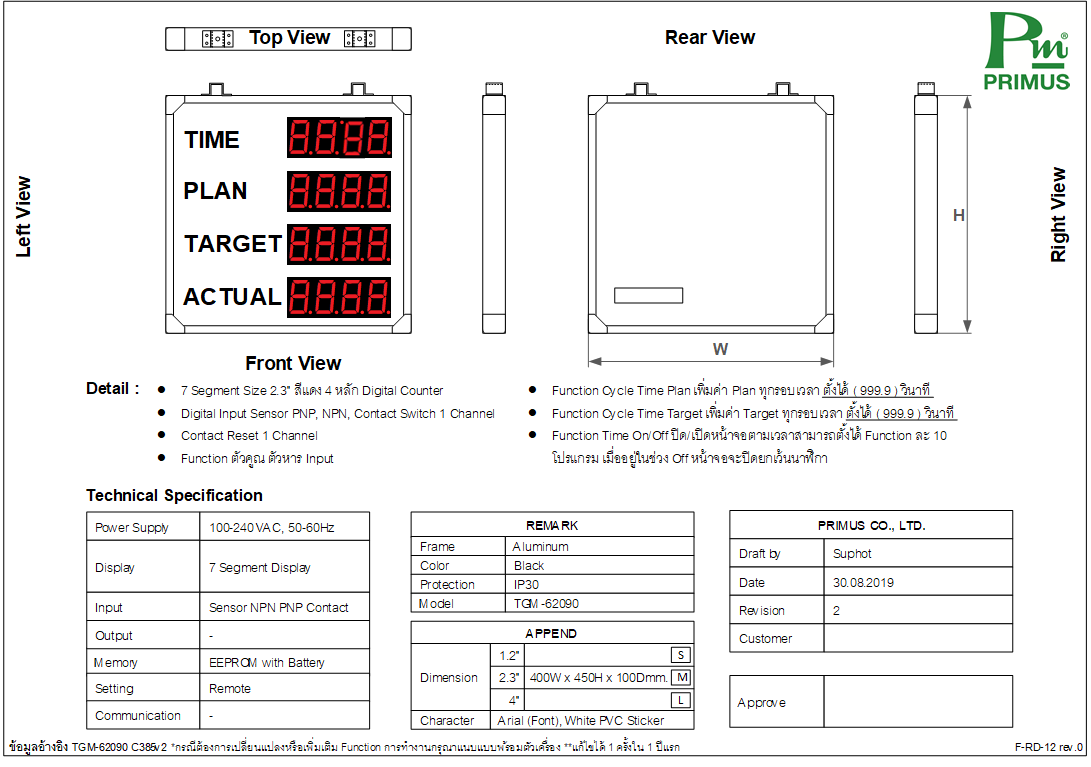 Top View
Rear View
Pm®
PRIMUS
Left View
TIME 8.8.8.8.
PLAN 8.8.8.8.
TARGET 8.8.8.8.
ACTUAL 8.8.8.8.
H
W
Right View
Front View
Detail :
● 7 Segment Size 2.3" สีแดง 4 หลัก Digital Counter
● Digital Input Sensor PNP, NPN, Contact Switch 1 Channel
● Contact Reset 1 Channel
● Function ตัวคูณ ตัวหาร Input
● Function Cycle Time Plan เพิ่มค่า Plan ทุกรอบเวลา ตั้งได้ ( 999.9 ) วินาที
● Function Cycle Time Target เพิ่มค่า Target ทุกรอบเวลา ตั้งได้ ( 999.9 ) วินาที
● Function Time On/Off ปิด/เปิดหน้าจอตามเวลาสามารถตั้งได้ Function ละ 10
โปรแกรม เมื่ออยู่ในช่วง Off หน้าจอจะปิดยกเว้นนาฬิกา
Technical Specification
Power Supply 100-240VAC, 50-60Hz
Display 7 Segment Display
Input Sensor NPN PNP Contact
Output -
Memory EEPROM with Battery
Setting Remote
Communication -
REMARK
Frame Aluminum
Color Black
Protection IP30
Model TGM-62090
APPEND
Dimension
1.2" S
2.3" 400W x 450H x 100Dmm. M
4" L
Character Arial (Font), White PVC Sticker
PRIMUS CO., LTD.
Draft by Suphot
Date 30.08.2019
Revision 2
Customer
Approve
ข้อมูลอ้างอิง TGM-62090 C385v2 *กรณีต้องการเปลี่ยนแปลงหรือเพิ่มเติม Function การทำงานกรุณาแนบแบบพร้อมตัวเครื่อง **แก้ไขได้ 1 ครั้งใน 1 ปีแรก
F-RD-12 rev.0